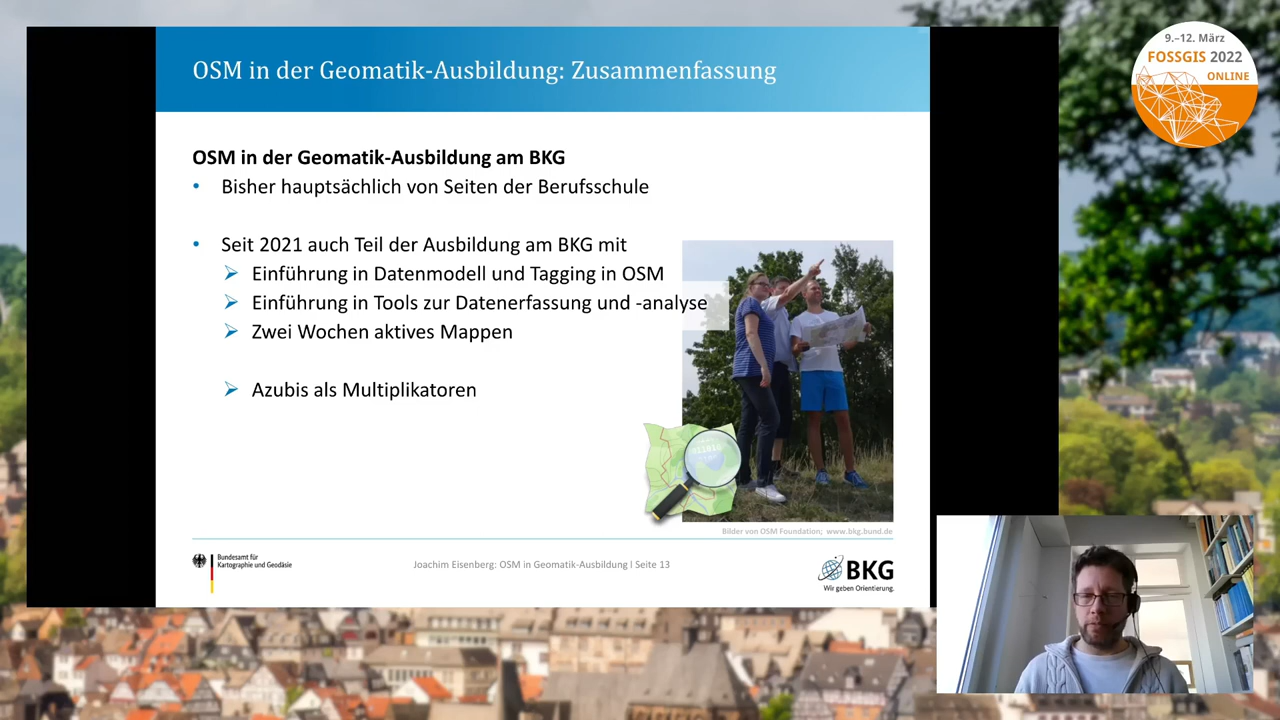 9.–12. März
FOSSGIS 2022
ONLINE
OSM in der Geomatik-Ausbildung: Zusammenfassung
OSM in der Geomatik-Ausbildung am BKG
• Bisher hauptsächlich von Seiten der Berufsschule
• Seit 2021 auch Teil der Ausbildung am BKG mit
➢ Einführung in Datenmodell und Tagging in OSM
➢ Einführung in Tools zur Datenerfassung und -analyse
➢ Zwei Wochen aktives Mappen
➢ Azubis als Multiplikatoren
Bilder von OSM Foundation; www.bkg.bund.de
Bundesamt für
Kartographie und Geodäsie
Joachim Eisenberg: OSM in Geomatik-Ausbildung I Seite 13
BKG
Wir geben Orientierung.